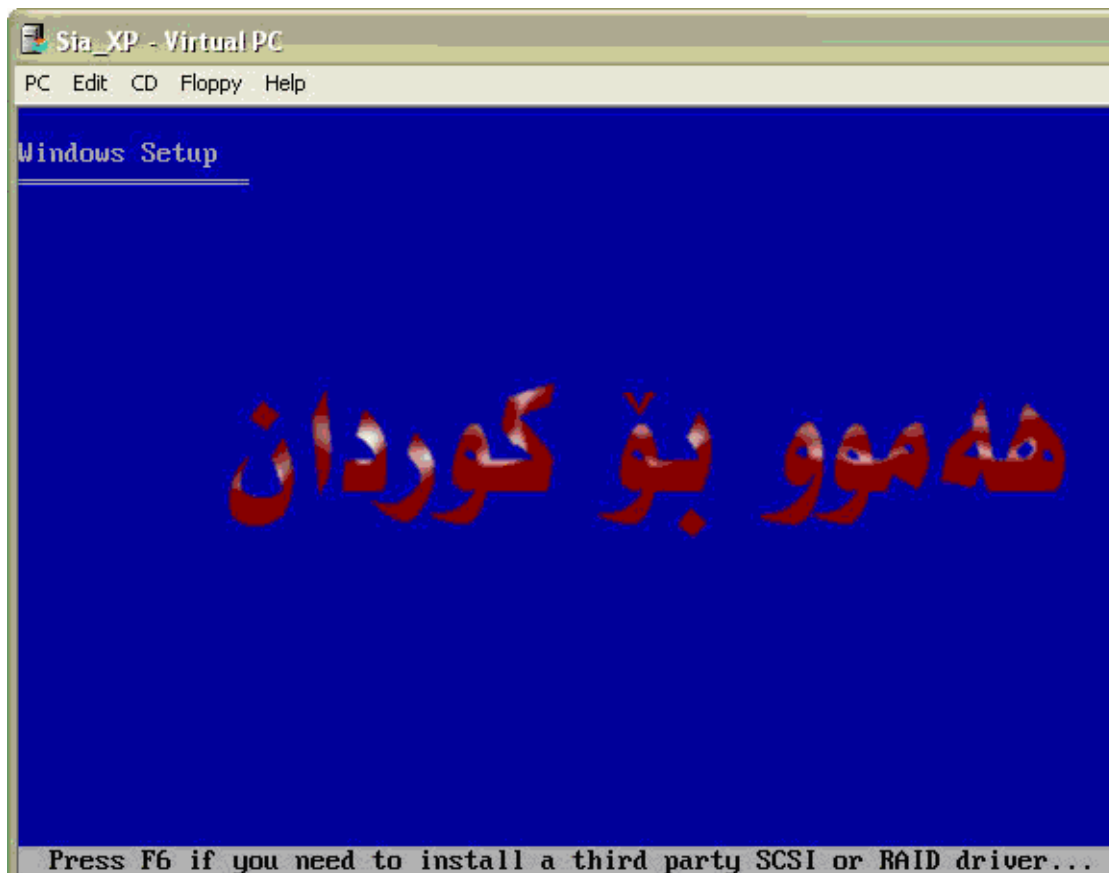 Sia_XP - Virtual PC
PC Edit CD Floppy Help
Windows Setup
هەموو بۆ کوردان
Press F6 if you need to install a third party SCSI or RAID driver...